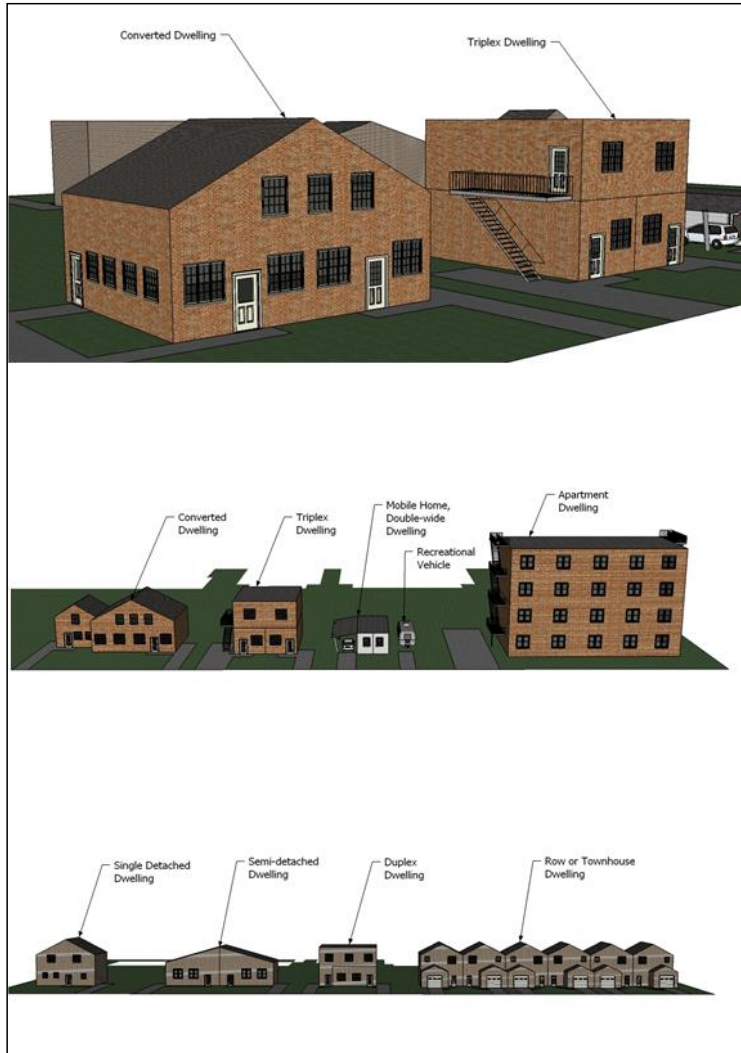 Converted Dwelling
Triplex Dwelling
Converted
Dwelling
Triplex
Dwelling
Mobile Home,
Double-wide
Dwelling
Recreational
Vehicle
Apartment
Dwelling
Single Detached
Dwelling
Semi-detached
Dwelling
Duplex
Dwelling
Row or Townhouse
Dwelling